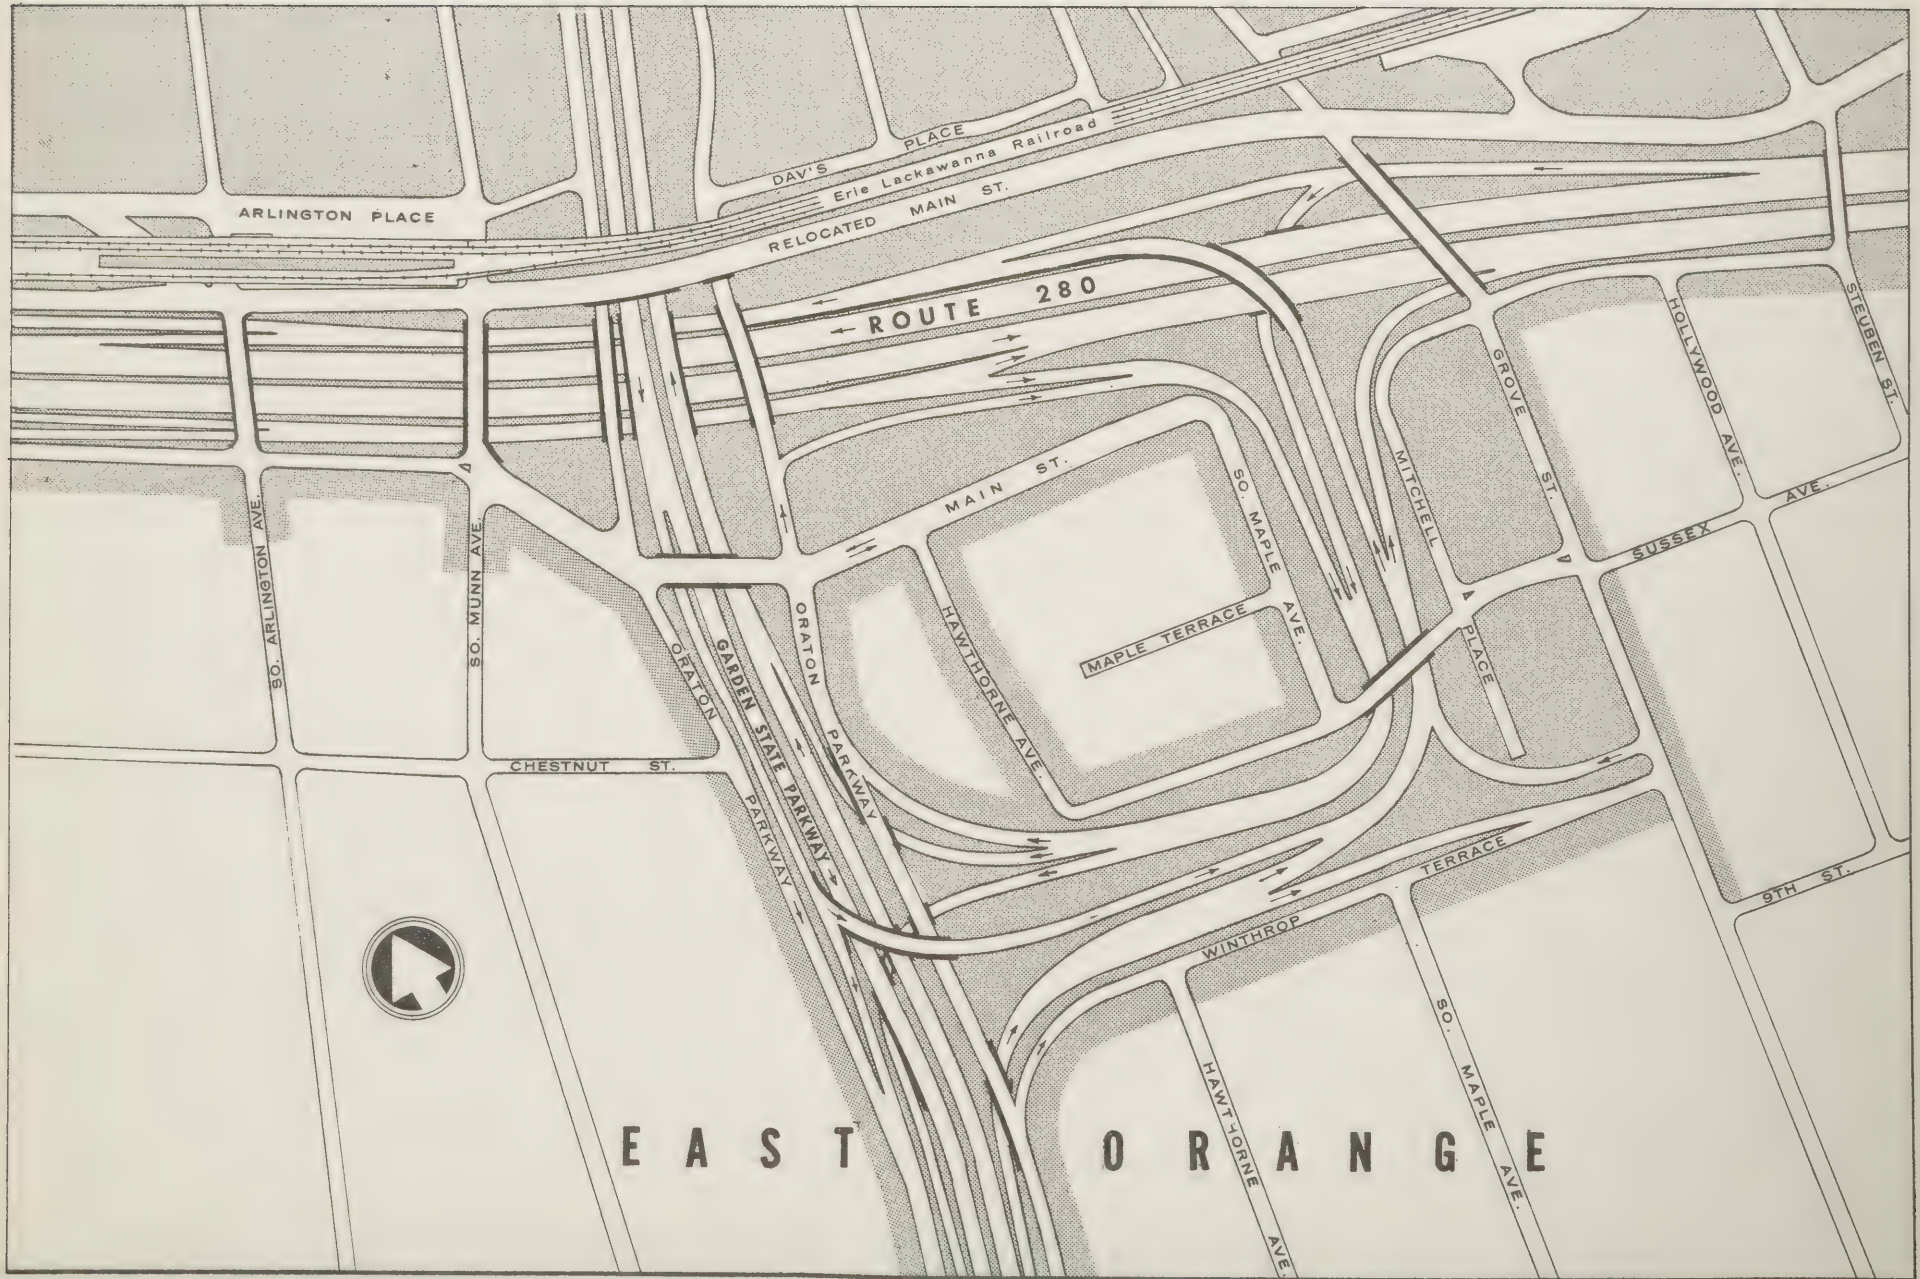 DAV'S PLACE
Erie Lackawanna Railroad
ARLINGTON PLACE
RELOCATED MAIN ST.
ROUTE 280
STEUBEN ST.
HOLLYWOOD AVE.
GROVE ST.
MITCHELL PLACE
MAIN ST.
SO. MAPLE AVE.
SUSSEX AVE.
SO. ARLINGTON AVE.
SO. MUNN AVE.
MAPLE TERRACE
HAWTHORNE AVE.
ORATON PARKWAY
GARDEN STATE PARKWAY
ORATON PARKWAY
CHESTNUT ST.
WINTHROP TERRACE
9TH ST.
SO. MAPLE AVE.
HAWTHORNE AVE.
EAST ORANGE